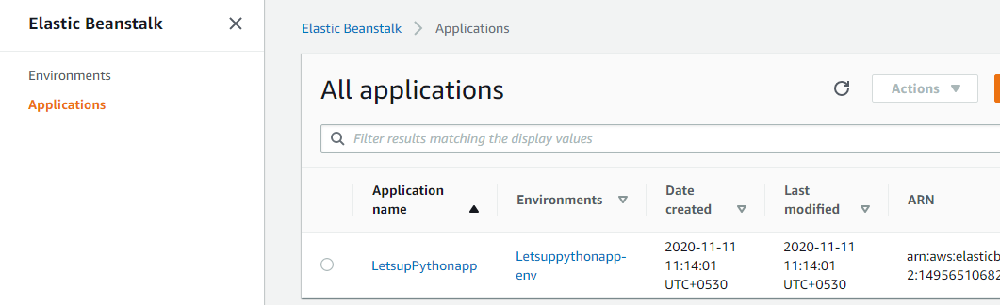 Elastic Beanstalk
Environments
Applications
Elastic Beanstalk > Applications
All applications
Actions
Filter results matching the display values
Application name
Environments
Date created
Last modified
ARN
LetsupPythonapp
Letsuppythonapp-
env
2020-11-11
11:14:01
UTC+0530
2020-11-11
11:14:01
UTC+0530
arn:aws:elasticb
2:14956510682